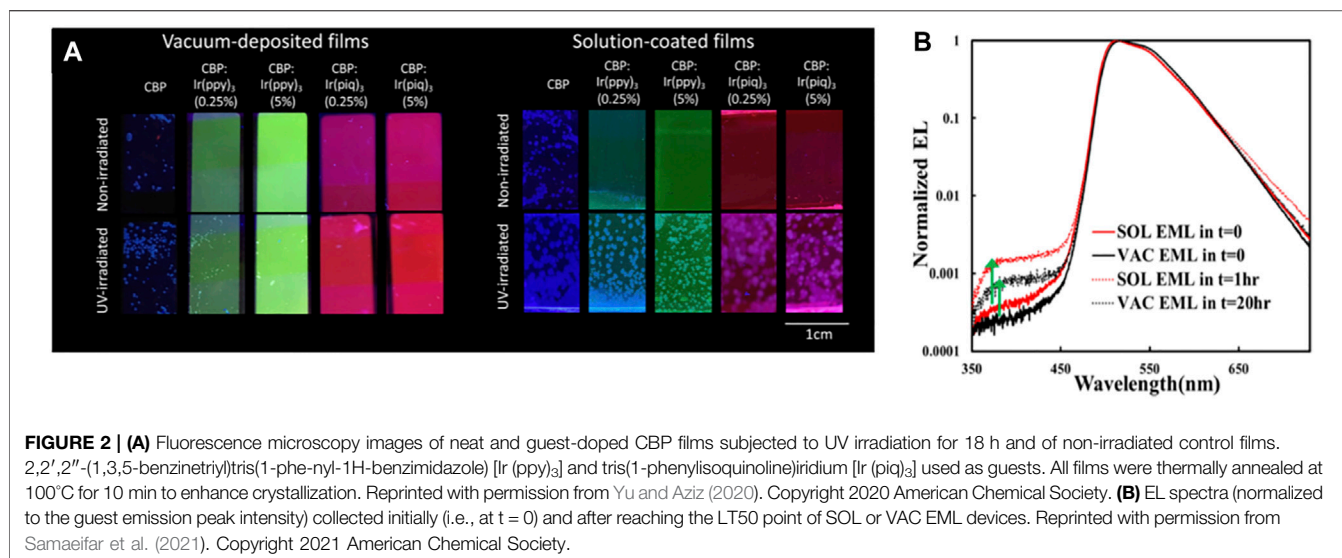 A
Vacuum-deposited films
Solution-coated films
CBP
CBP:
Ir(ppy)3
(0.25%)
CBP:
Ir(ppy)3
(5%)
CBP:
Ir(piq)3
(0.25%)
CBP:
Ir(piq)3
(5%)
CBP
CBP:
Ir(ppy)3
(0.25%)
CBP:
Ir(ppy)3
(5%)
CBP:
Ir(piq)3
(0.25%)
CBP:
Ir(piq)3
(5%)
Non-irradiated
UV-irradiated
Non-irradiated
UV-irradiated
1cm
B
Normalized EL
1
0.1
0.01
0.001
0.0001
SOL EML in t=0
VAC EML in t=0
SOL EML in t=1hr
VAC EML in t=20hr
350
450
550
650
Wavelength(nm)
FIGURE 2 | (A) Fluorescence microscopy images of neat and guest-doped CBP films subjected to UV irradiation for 18 h and of non-irradiated control films.
2,2′,2″-(1,3,5-benzinetriyl)tris(1-phe-nyl-1H-benzimidazole) [Ir (ppy)3] and tris(1-phenylisoquinoline)iridium [Ir (piq)3] used as guests. All films were thermally annealed at
100°C for 10 min to enhance crystallization. Reprinted with permission from Yu and Aziz (2020). Copyright 2020 American Chemical Society. (B) EL spectra (normalized
to the guest emission peak intensity) collected initially (i.e., at t = 0) and after reaching the LT50 point of SOL or VAC EML devices. Reprinted with permission from
Samaeifar et al. (2021). Copyright 2021 American Chemical Society.